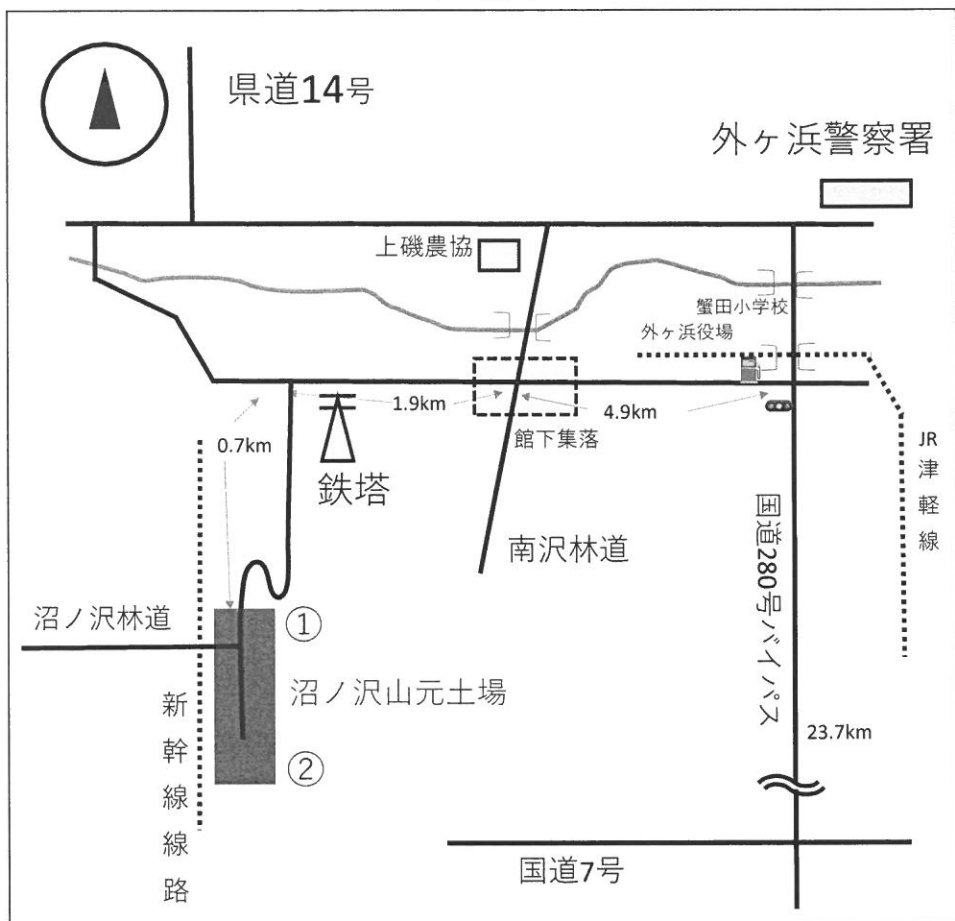 県道14号
外ヶ浜警察署
上磯農協
蟹田小学校
外ヶ浜役場
1.9km
4.9km
館下集落
0.7km
鉄塔
JR津軽線
南沢林道
国道280号バイパス
沼ノ沢林道
①
沼ノ沢山元土場
新幹線線路
23.7km
②
国道7号